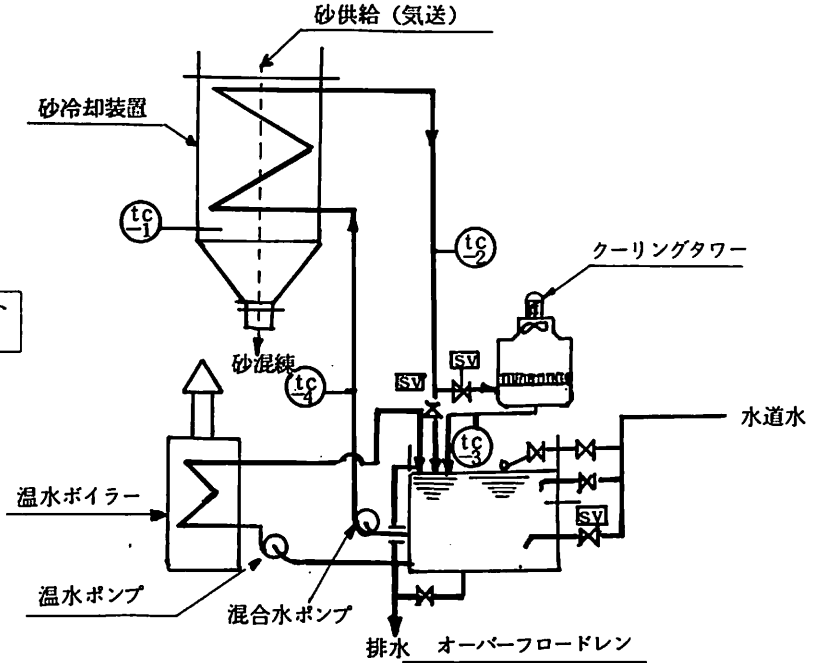 砂供給(気送)
砂冷却装置
tc
-1
tc
-2
クーリングタワー
砂混練
tc
-4
SV
SV
水道水
tc
-3
温水ボイラー
SV
温水ポンプ
混合水ポンプ
排水
オーバーフロードレン